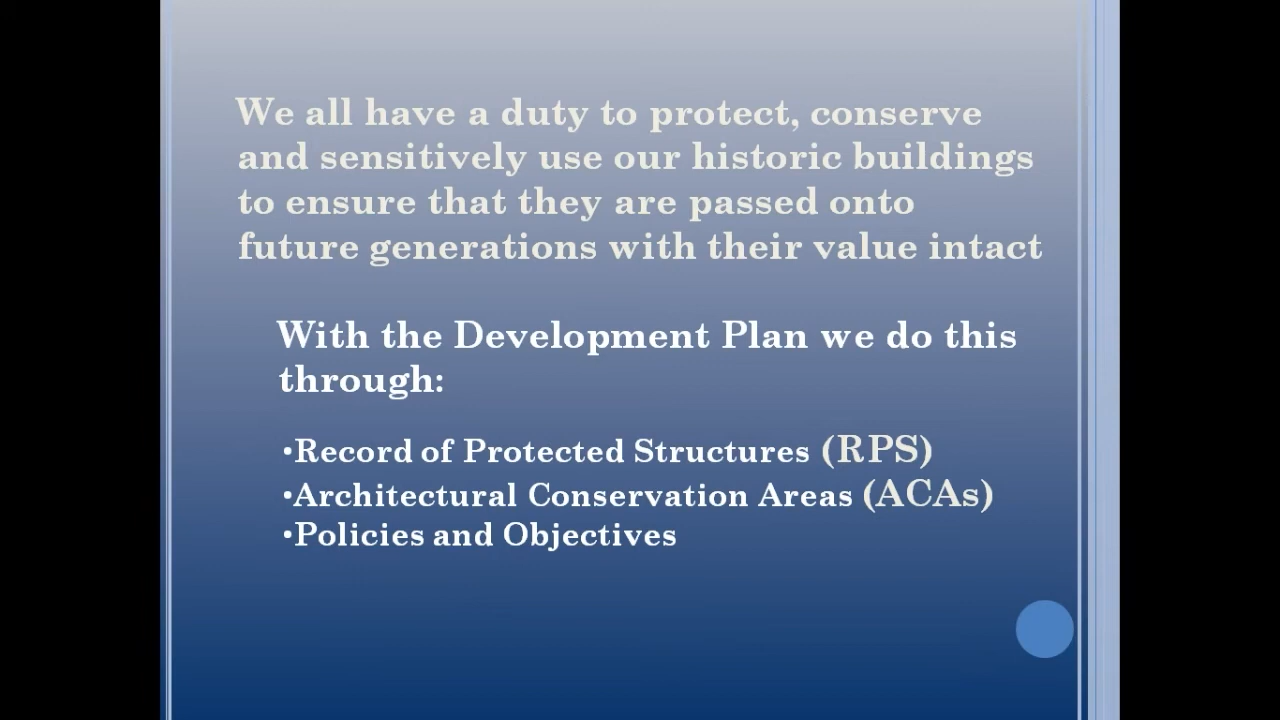 We all have a duty to protect, conserve
and sensitively use our historic buildings
to ensure that they are passed onto
future generations with their value intact
With the Development Plan we do this
through:
•Record of Protected Structures (RPS)
•Architectural Conservation Areas (ACAs)
•Policies and Objectives